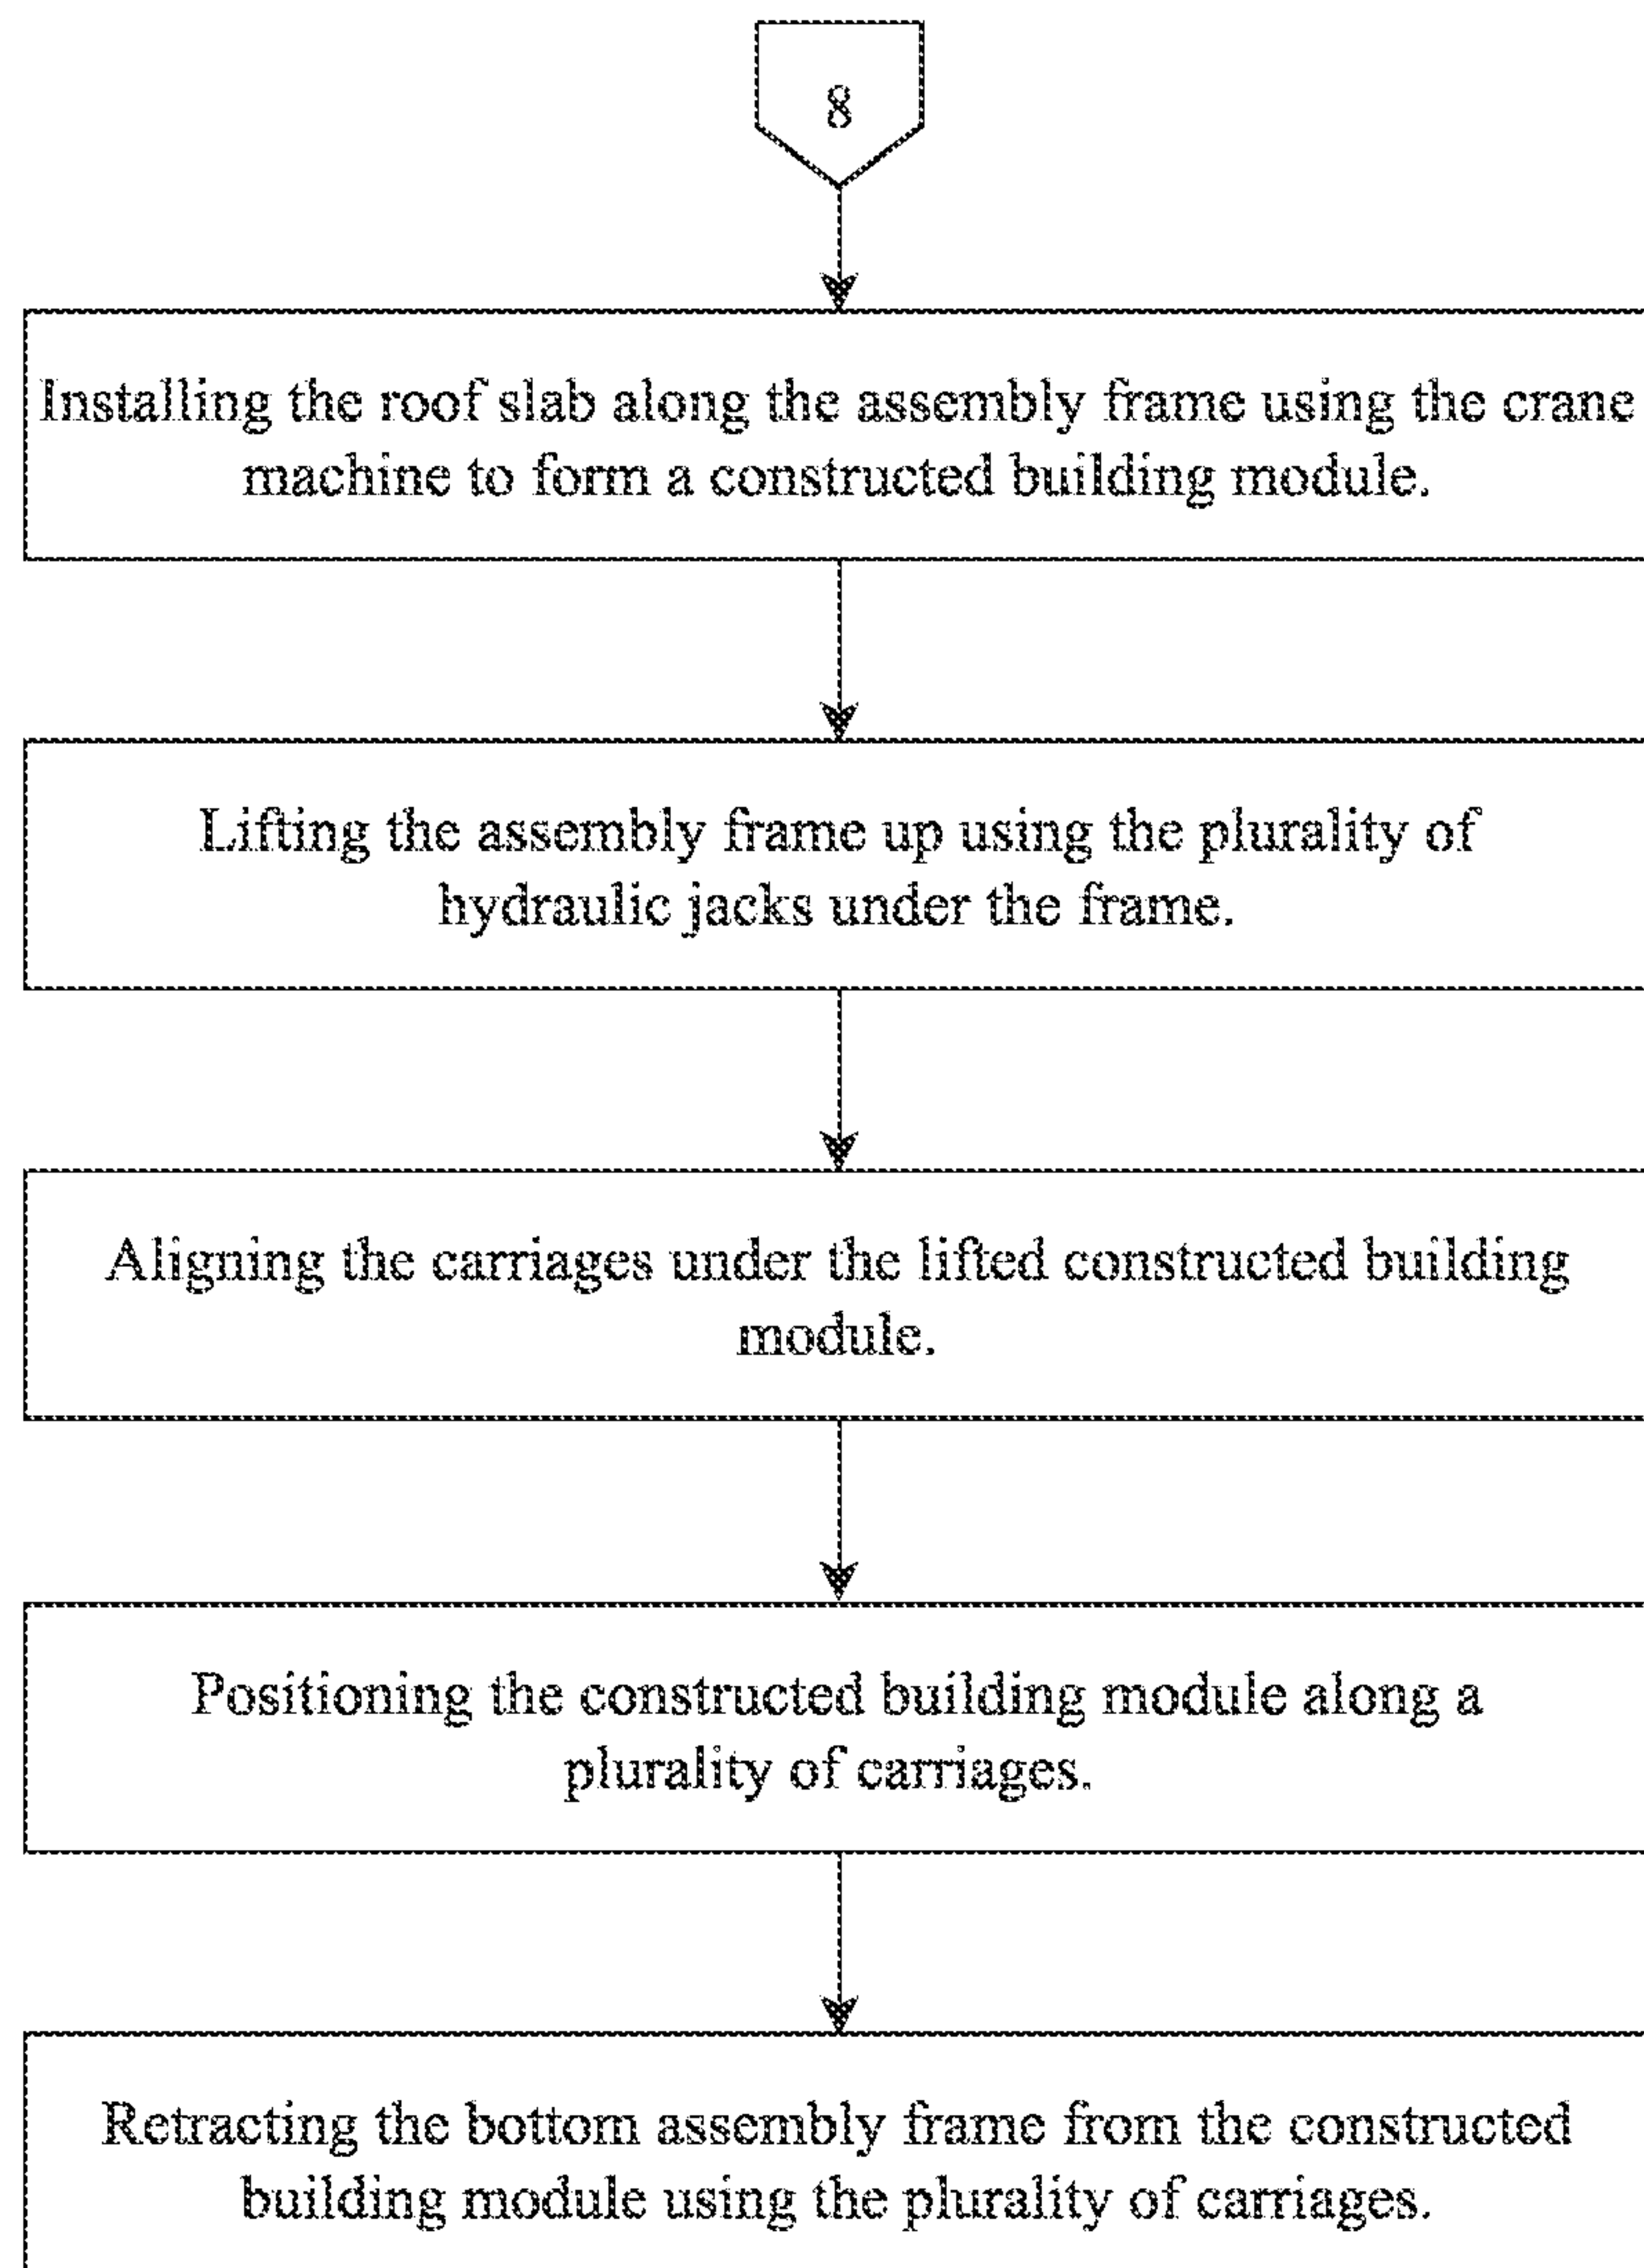 8
Installing the roof slab along the assembly frame using the crane
machine to form a constructed building module.
Lifting the assembly frame up using the plurality of
hydraulic jacks under the frame.
Aligning the carriages under the lifted constructed building
module.
Positioning the constructed building module along a
plurality of carriages.
Retracting the bottom assembly frame from the constructed
building module using the plurality of carriages.